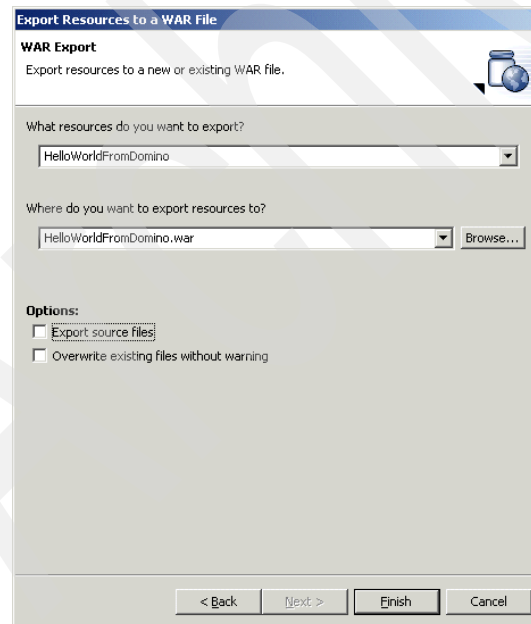 Export Resources to a WAR File
WAR Export
Export resources to a new or existing WAR file.
What resources do you want to export?
HelloWorldFromDomino
Where do you want to export resources to?
HelloWorldFromDomino.war
Browse...
Options:
Export source files
Overwrite existing files without warning
< Back Next > Finish Cancel